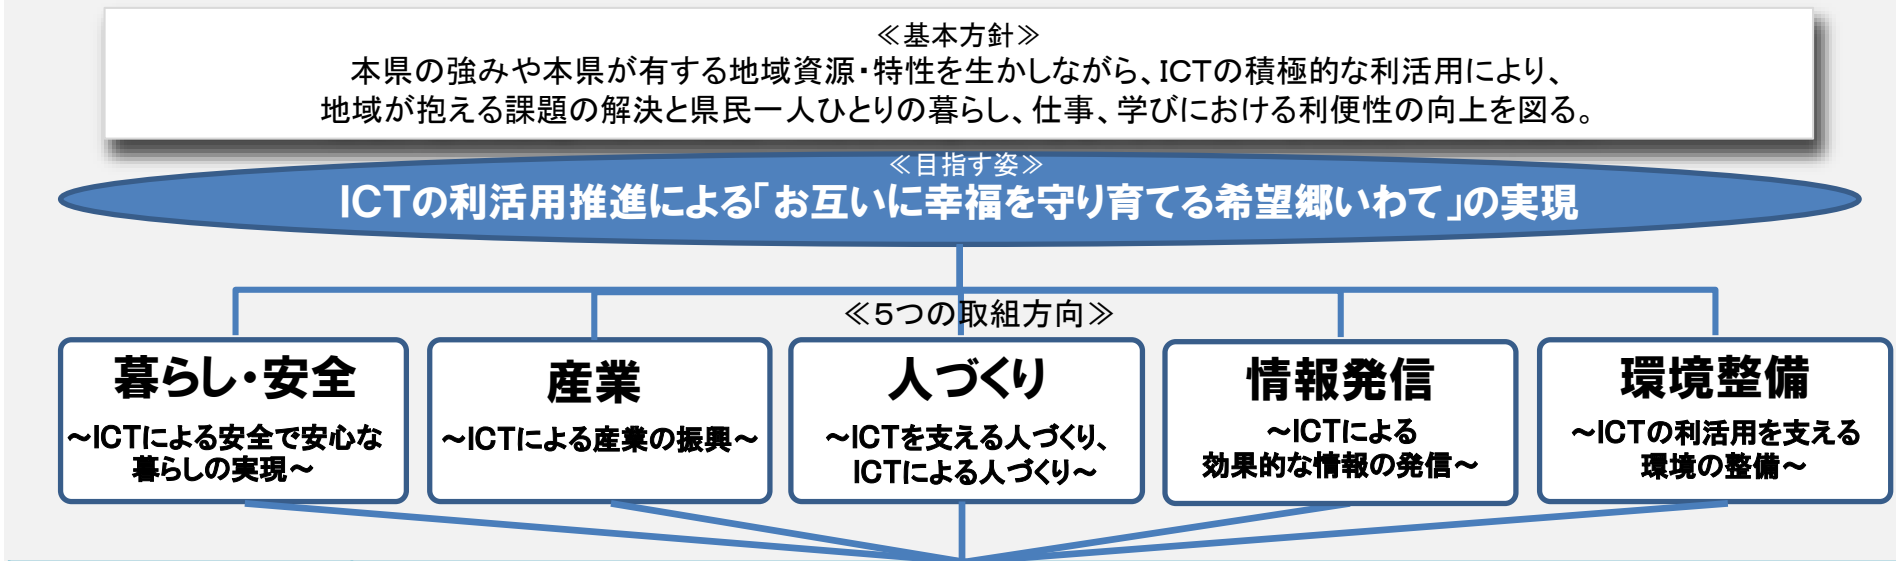 ≪基本方針≫
本県の強みや本県が有する地域資源・特性を生かしながら、ICTの積極的な利活用により、
地域が抱える課題の解決と県民一人ひとりの暮らし、仕事、学びにおける利便性の向上を図る。
≪目指す姿≫
ICTの利活用推進による「お互いに幸福を守り育てる希望郷いわて」の実現
≪5つの取組方向≫
暮らし・安全
～ICTによる安全で安心な
暮らしの実現～
産業
～ICTによる産業の振興～
人づくり
～ICTを支える人づくり、
ICTによる人づくり～
情報発信
～ICTによる
効果的な情報の発信～
環境整備
～ICTの利活用を支える
環境の整備～